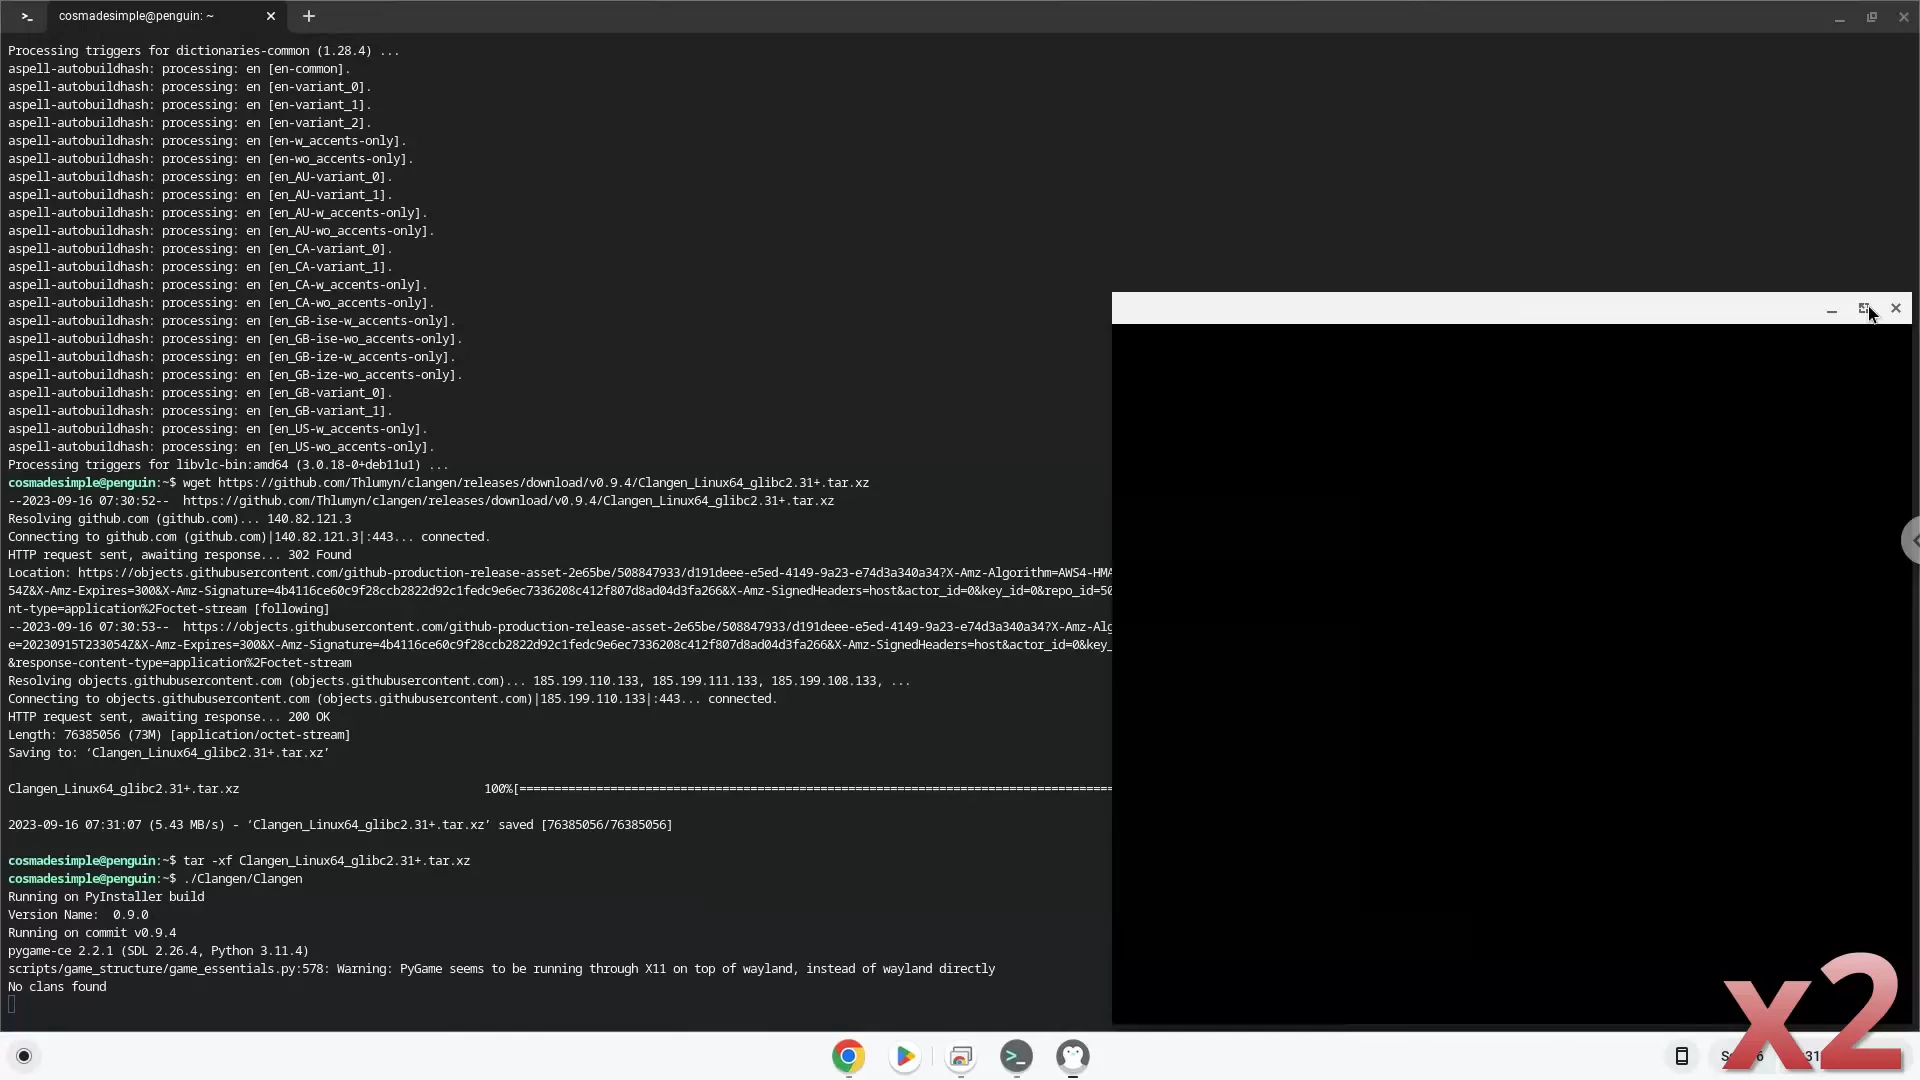 cosmadesimple@penguin: ~
Processing triggers for dictionaries-common (1.28.4) ...
aspell-autobuildhash: processing: en [en-common].
aspell-autobuildhash: processing: en [en-variant_0].
aspell-autobuildhash: processing: en [en-variant_1].
aspell-autobuildhash: processing: en [en-variant_2].
aspell-autobuildhash: processing: en [en-w_accents-only].
aspell-autobuildhash: processing: en [en-wo_accents-only].
aspell-autobuildhash: processing: en [en_AU-variant_0].
aspell-autobuildhash: processing: en [en_AU-variant_1].
aspell-autobuildhash: processing: en [en_AU-w_accents-only].
aspell-autobuildhash: processing: en [en_AU-wo_accents-only].
aspell-autobuildhash: processing: en [en_CA-variant_0].
aspell-autobuildhash: processing: en [en_CA-variant_1].
aspell-autobuildhash: processing: en [en_CA-w_accents-only].
aspell-autobuildhash: processing: en [en_CA-wo_accents-only].
aspell-autobuildhash: processing: en [en_GB-ise-w_accents-only].
aspell-autobuildhash: processing: en [en_GB-ise-wo_accents-only].
aspell-autobuildhash: processing: en [en_GB-ize-w_accents-only].
aspell-autobuildhash: processing: en [en_GB-ize-wo_accents-only].
aspell-autobuildhash: processing: en [en_GB-variant_0].
aspell-autobuildhash: processing: en [en_GB-variant_1].
aspell-autobuildhash: processing: en [en_US-w_accents-only].
aspell-autobuildhash: processing: en [en_US-wo_accents-only].
Processing triggers for libvlc-bin:amd64 (3.0.18-0+deb11u1) ...
cosmadesimple@penguin:~$ wget https://github.com/Thlumyn/clangen/releases/download/v0.9.4/Clangen_Linux64_glibc2.31+.tar.xz
--2023-09-16 07:30:52--  https://github.com/Thlumyn/clangen/releases/download/v0.9.4/Clangen_Linux64_glibc2.31+.tar.xz
Resolving github.com (github.com)... 140.82.121.3
Connecting to github.com (github.com)|140.82.121.3|:443... connected.
HTTP request sent, awaiting response... 302 Found
Location: https://objects.githubusercontent.com/github-production-release-asset-2e65be/508847933/d191deee-e5ed-4149-9a23-e74d3a340a34?X-Amz-Algorithm=AWS4-HMA
54Z&X-Amz-Expires=300&X-Amz-Signature=4b4116ce60c9f28ccb2822d92c1fedc9e6ec7336208c412f807d8ad04d3fa266&X-Amz-SignedHeaders=host&actor_id=0&key_id=0&repo_id=50
nt-type=application%2Foctet-stream [following]
--2023-09-16 07:30:53--  https://objects.githubusercontent.com/github-production-release-asset-2e65be/508847933/d191deee-e5ed-4149-9a23-e74d3a340a34?X-Amz-Alg
e=20230915T233054Z&X-Amz-Expires=300&X-Amz-Signature=4b4116ce60c9f28ccb2822d92c1fedc9e6ec7336208c412f807d8ad04d3fa266&X-Amz-SignedHeaders=host&actor_id=0&key_
&response-content-type=application%2Foctet-stream
Resolving objects.githubusercontent.com (objects.githubusercontent.com)... 185.199.110.133, 185.199.111.133, 185.199.108.133, ...
Connecting to objects.githubusercontent.com (objects.githubusercontent.com)|185.199.110.133|:443... connected.
HTTP request sent, awaiting response... 200 OK
Length: 76385056 (73M) [application/octet-stream]
Saving to: ‘Clangen_Linux64_glibc2.31+.tar.xz’
Clangen_Linux64_glibc2.31+.tar.xz 100%[=====================================================================================
2023-09-16 07:31:07 (5.43 MB/s) - ‘Clangen_Linux64_glibc2.31+.tar.xz’ saved [76385056/76385056]
cosmadesimple@penguin:~$ tar -xf Clangen_Linux64_glibc2.31+.tar.xz
cosmadesimple@penguin:~$ ./Clangen/Clangen
Running on PyInstaller build
Version Name:  0.9.0
Running on commit v0.9.4
pygame-ce 2.2.1 (SDL 2.26.4, Python 3.11.4)
scripts/game_structure/game_essentials.py:578: Warning: PyGame seems to be running through X11 on top of wayland, instead of wayland directly
No clans found
x2